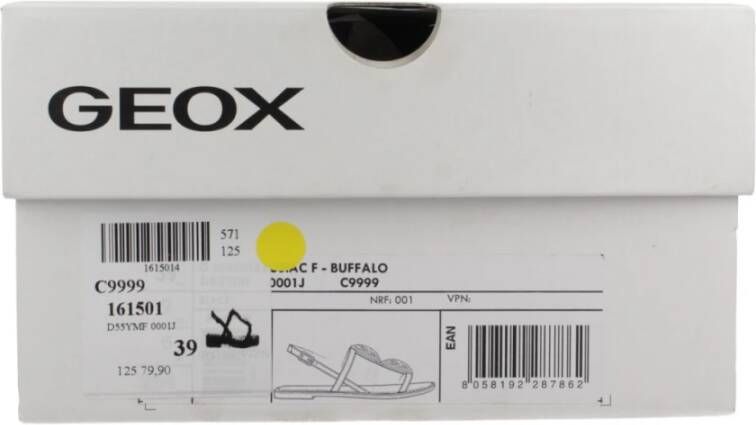 GEOX
571
125
1615014
C9999
161501
D55YMF 0001J
39
125 79,90
F - BUFFALO
0001J C9999
NRF: 001 VPN:
EAN
8 058192 287862